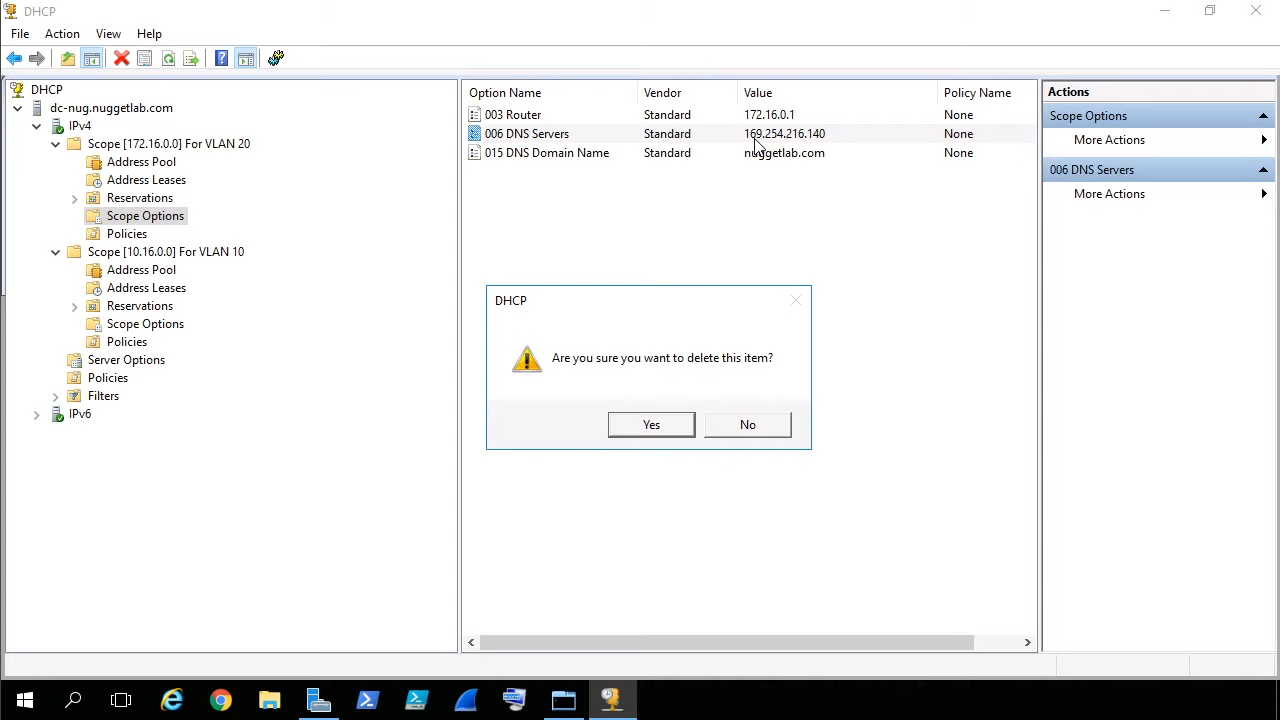 DHCP
File Action View Help
DHCP
dc-nug.nuggetlab.com
IPv4
Scope [172.16.0.0] For VLAN 20
Address Pool
Address Leases
Reservations
Scope Options
Policies
Scope [10.16.0.0] For VLAN 10
Address Pool
Address Leases
Reservations
Scope Options
Policies
Server Options
Policies
Filters
IPv6
Option Name Vendor Value Policy Name
003 Router Standard 172.16.0.1 None
006 DNS Servers Standard 169.254.216.140 None
015 DNS Domain Name Standard nuggetlab.com None
DHCP
Are you sure you want to delete this item?
Yes No
Actions
Scope Options
More Actions
006 DNS Servers
More Actions